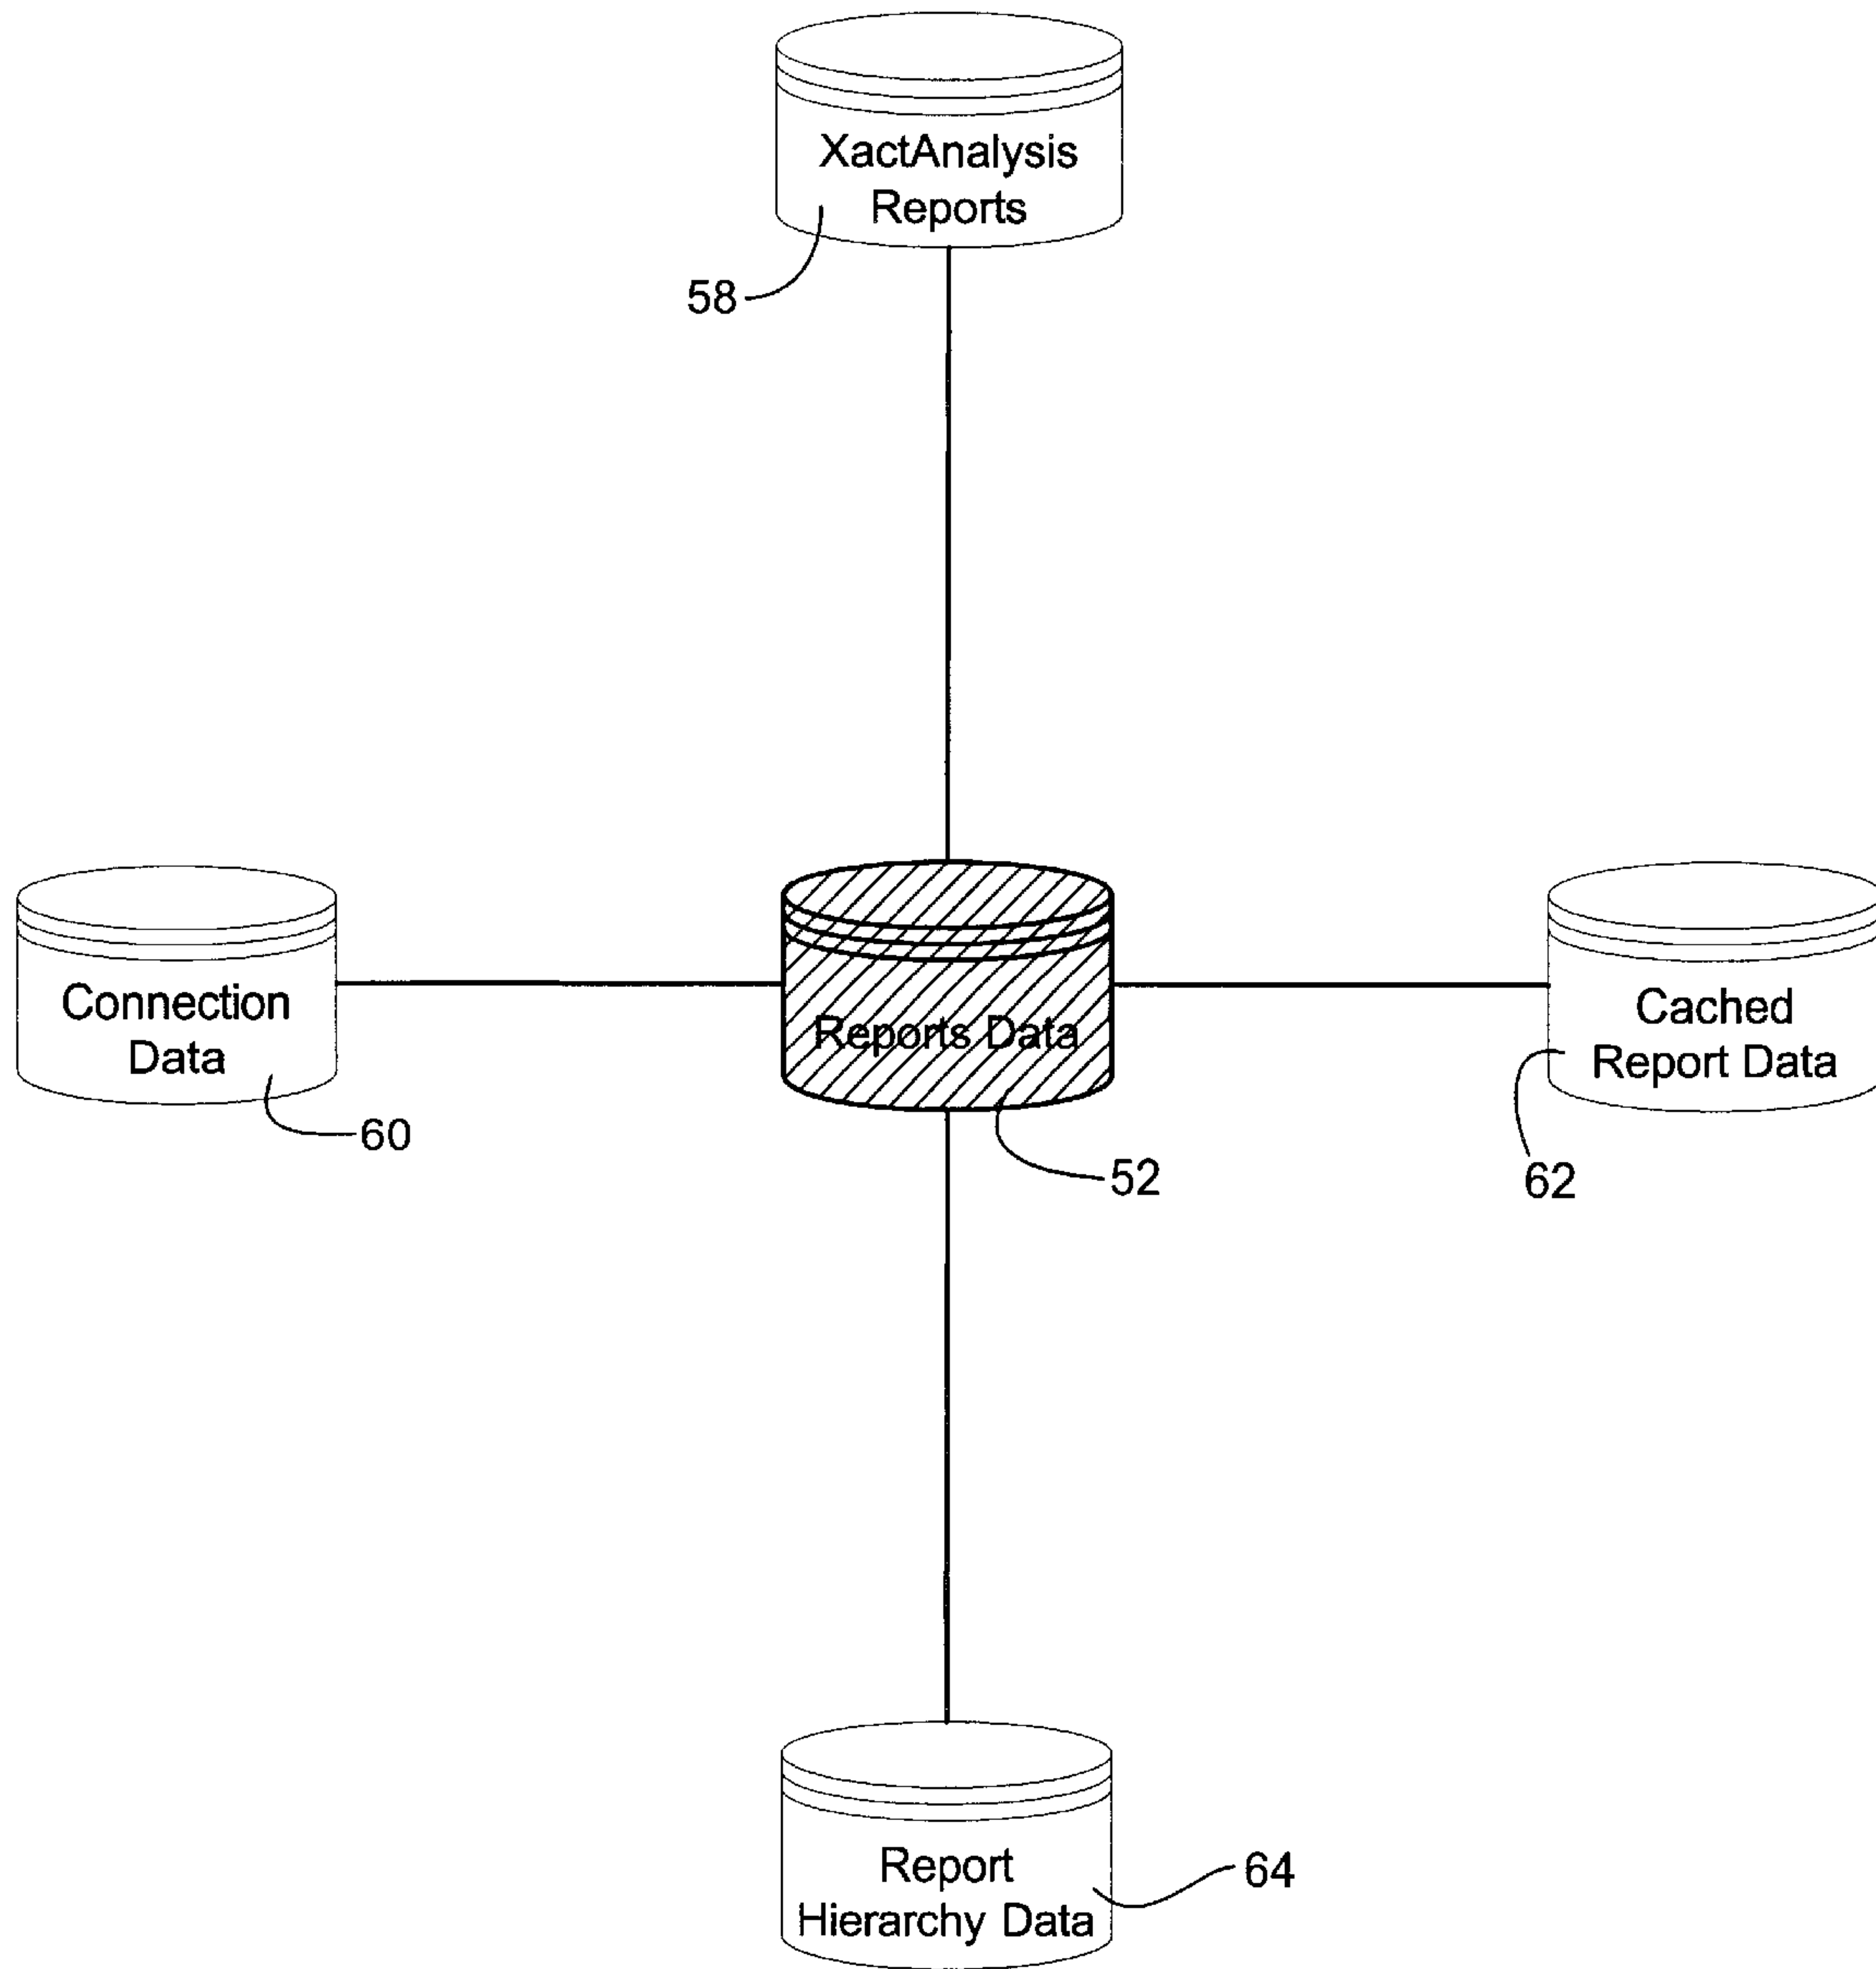 XactAnalysis
Reports
58
Connection
Data
60
Reports Data
52
Cached
Report Data
62
Report
Hierarchy Data
64